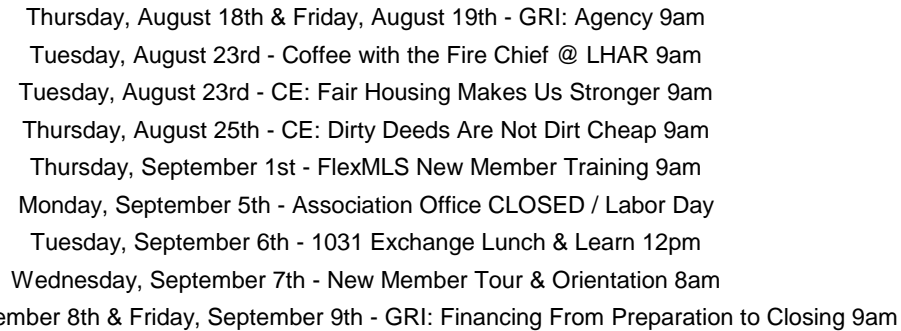 Thursday, August 18th & Friday, August 19th - GRI: Agency 9am
Tuesday, August 23rd - Coffee with the Fire Chief @ LHAR 9am
Tuesday, August 23rd - CE: Fair Housing Makes Us Stronger 9am
Thursday, August 25th - CE: Dirty Deeds Are Not Dirt Cheap 9am
Thursday, September 1st - FlexMLS New Member Training 9am
Monday, September 5th - Association Office CLOSED / Labor Day
Tuesday, September 6th - 1031 Exchange Lunch & Learn 12pm
Wednesday, September 7th - New Member Tour & Orientation 8am
ember 8th & Friday, September 9th - GRI: Financing From Preparation to Closing 9am